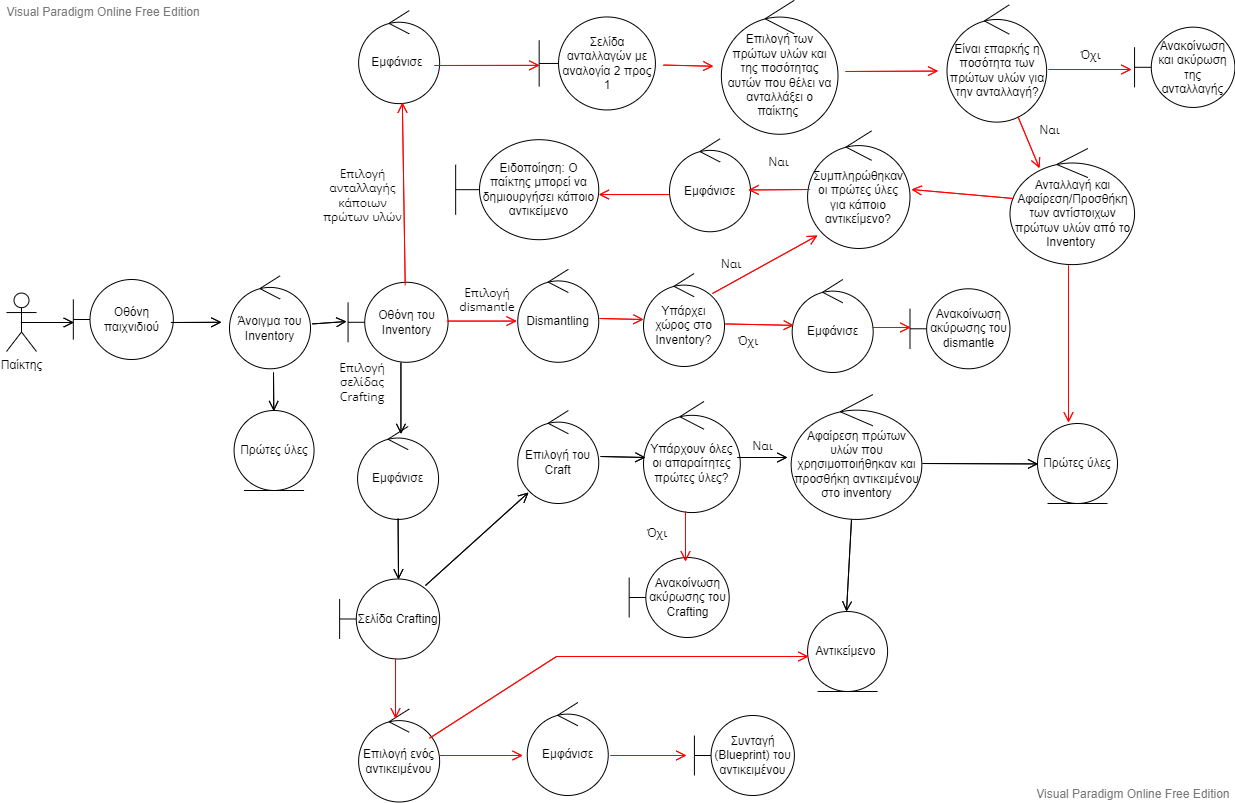 Visual Paradigm Online Free Edition
Εμφάνισε
Σελίδα
ανταλλαγών με
αναλογία 2 προς
1
Επιλογή των
πρώτων υλών και
της ποσότητας
αυτών που θέλει να
ανταλλάξει ο
παίκτης
Είναι επαρκής η
ποσότητα των
πρώτων υλών για
την ανταλλαγή?
Όχι
Ανακοίνωση
και ακύρωση
της
ανταλλαγής
Ναι
Επιλογή
ανταλλαγής
κάποιων
πρώτων υλών
Ειδοποίηση: Ο
παίκτης μπορεί να
δημιουργήσει κάποιο
αντικείμενο
Εμφάνισε
Ναι
Συμπληρώθηκαν
οι πρώτες ύλες
για κάποιο
αντικείμενο?
Ανταλλαγή και
Αφαίρεση/Προσθήκη
των αντίστοιχων
πρώτων υλών από το
Inventory
Παίκτης
Οθόνη
παιχνιδιού
Άνοιγμα του
Inventory
Οθόνη του
Inventory
Επιλογή
dismantle
Dismantling
Υπάρχει
χώρος στο
Inventory?
Ναι
Όχι
Εμφάνισε
Ανακοίνωση
ακύρωσης του
dismantle
Επιλογή
σελίδας
Crafting
Πρώτες ύλες
Εμφάνισε
Επιλογή του
Craft
Υπάρχουν όλες
οι απαραίτητες
πρώτες ύλες?
Ναι
Αφαίρεση πρώτων
υλών που
χρησιμοποιήθηκαν και
προσθήκη αντικειμένου
στο inventory
Πρώτες ύλες
Όχι
Ανακοίνωση
ακύρωσης του
Crafting
Σελίδα Crafting
Αντικείμενο
Επιλογή ενός
αντικειμένου
Εμφάνισε
Συνταγή
(Blueprint) του
αντικειμένου
Visual Paradigm Online Free Edition